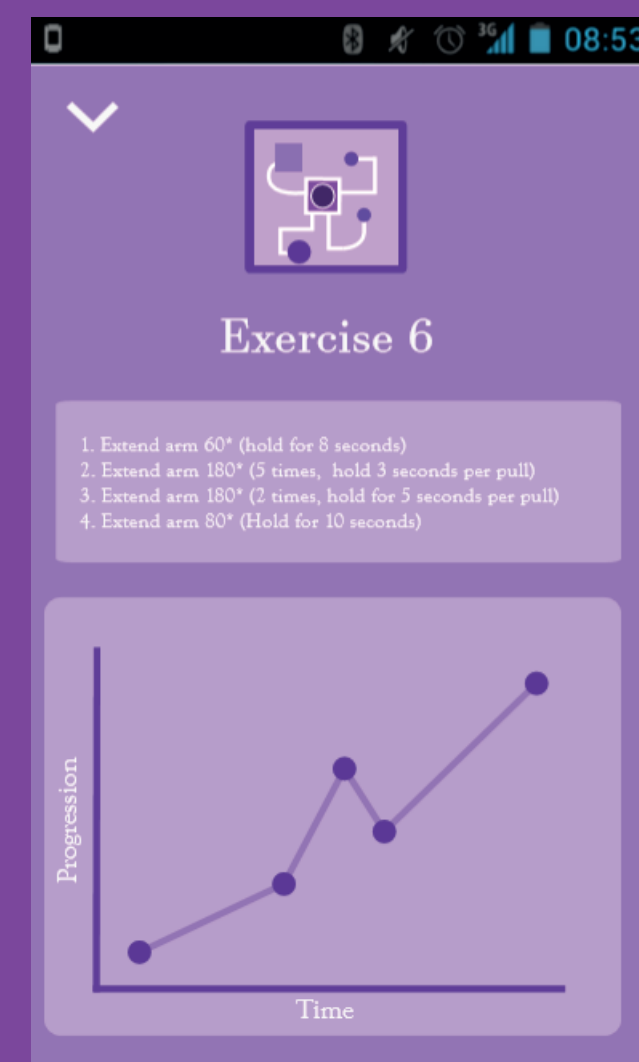 3G 08:53
Exercise 6
1. Extend arm 60* (hold for 8 seconds)
2. Extend arm 180* (5 times,  hold 3 seconds per pull)
3. Extend arm 180* (2 times, hold for 5 seconds per pull)
4. Extend arm 80* (Hold for 10 seconds)
Progression
Time